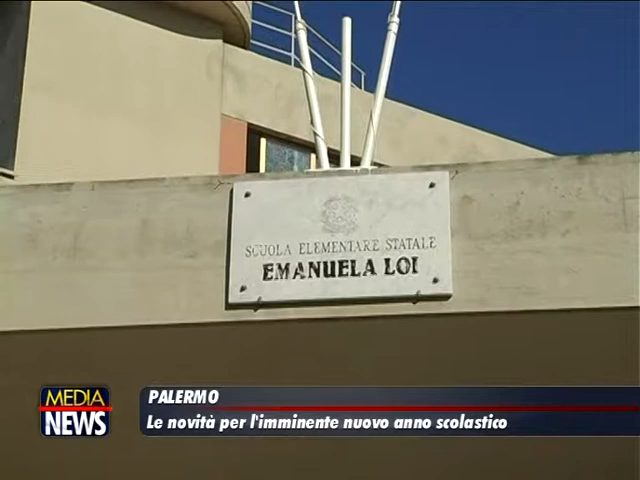 SCUOLA ELEMENTARE STATALE
EMANUELA LOI
MEDIA
NEWS
PALERMO
Le novità per l'imminente nuovo anno scolastico